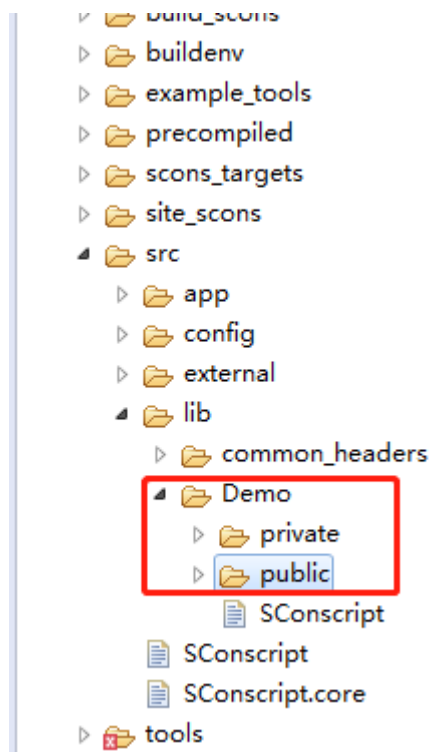 build_scons
buildenv
example_tools
precompiled
scons_targets
site_scons
src
app
config
external
lib
common_headers
Demo
private
public
SConscript
SConscript
SConscript.core
tools